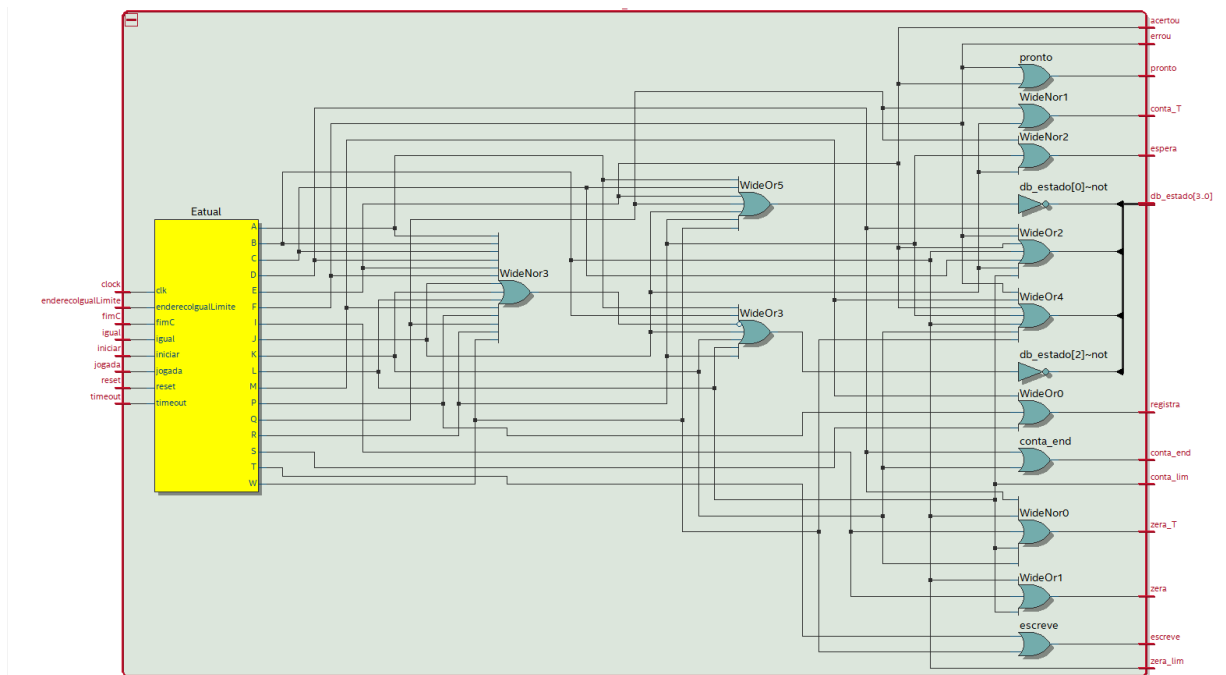 acertou
errou
pronto
pronto
WideNor1
conta_T
WideNor2
espera
WideOr5
db_estado[0]~not
db_estado[3..0]
Eatual
A
B
WideOr2
C
WideNor3
D
clock
clk
E
WideOr4
enderecoIgualLimite
enderecoIgualLimite
F
WideOr3
fimC
fimC
I
igual
igual
J
iniciar
iniciar
K
db_estado[2]~not
jogada
jogada
L
reset
reset
M
WideOr0
timeout
timeout
P
registra
Q
R
conta_end
S
conta_end
T
conta_lim
W
WideNor0
zera_T
WideOr1
zera
escreve
escreve
zera_lim